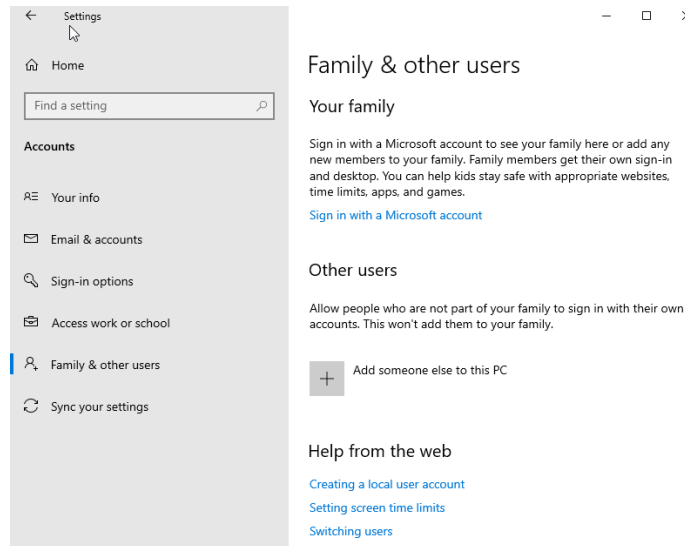 Settings
Home
Find a setting
Accounts
Your info
Email & accounts
Sign-in options
Access work or school
Family & other users
Sync your settings
Family & other users
Your family
Sign in with a Microsoft account to see your family here or add any
new members to your family. Family members get their own sign-in
and desktop. You can help kids stay safe with appropriate websites,
time limits, apps, and games.
Sign in with a Microsoft account
Other users
Allow people who are not part of your family to sign in with their own
accounts. This won't add them to your family.
Add someone else to this PC
Help from the web
Creating a local user account
Setting screen time limits
Switching users